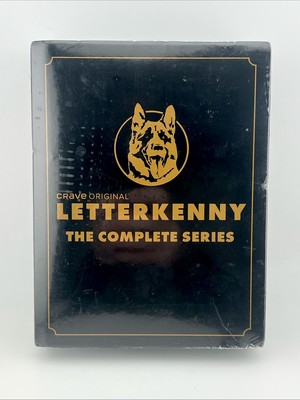 crave ORIGINAL
LETTERKENNY
THE COMPLETE SERIES